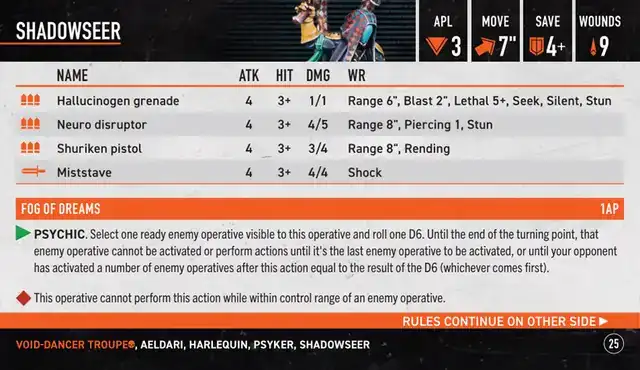 SHADOWSEER
APL MOVE SAVE WOUNDS
3 7" 4+ 9
NAME ATK HIT DMG WR
Hallucinogen grenade 4 3+ 1/1 Range 6", Blast 2", Lethal 5+, Seek, Silent, Stun
Neuro disruptor 4 3+ 4/5 Range 8", Piercing 1, Stun
Shuriken pistol 4 3+ 3/4 Range 8", Rending
Miststave 4 3+ 4/4 Shock
FOG OF DREAMS 1AP
PSYCHIC. Select one ready enemy operative visible to this operative and roll one D6. Until the end of the turning point, that
enemy operative cannot be activated or perform actions until it's the last enemy operative to be activated, or until your opponent
has activated a number of enemy operatives after this action equal to the result of the D6 (whichever comes first).
This operative cannot perform this action while within control range of an enemy operative.
RULES CONTINUE ON OTHER SIDE ►
VOID-DANCER TROUPE, AELDARI, HARLEQUIN, PSYKER, SHADOWSEER 25